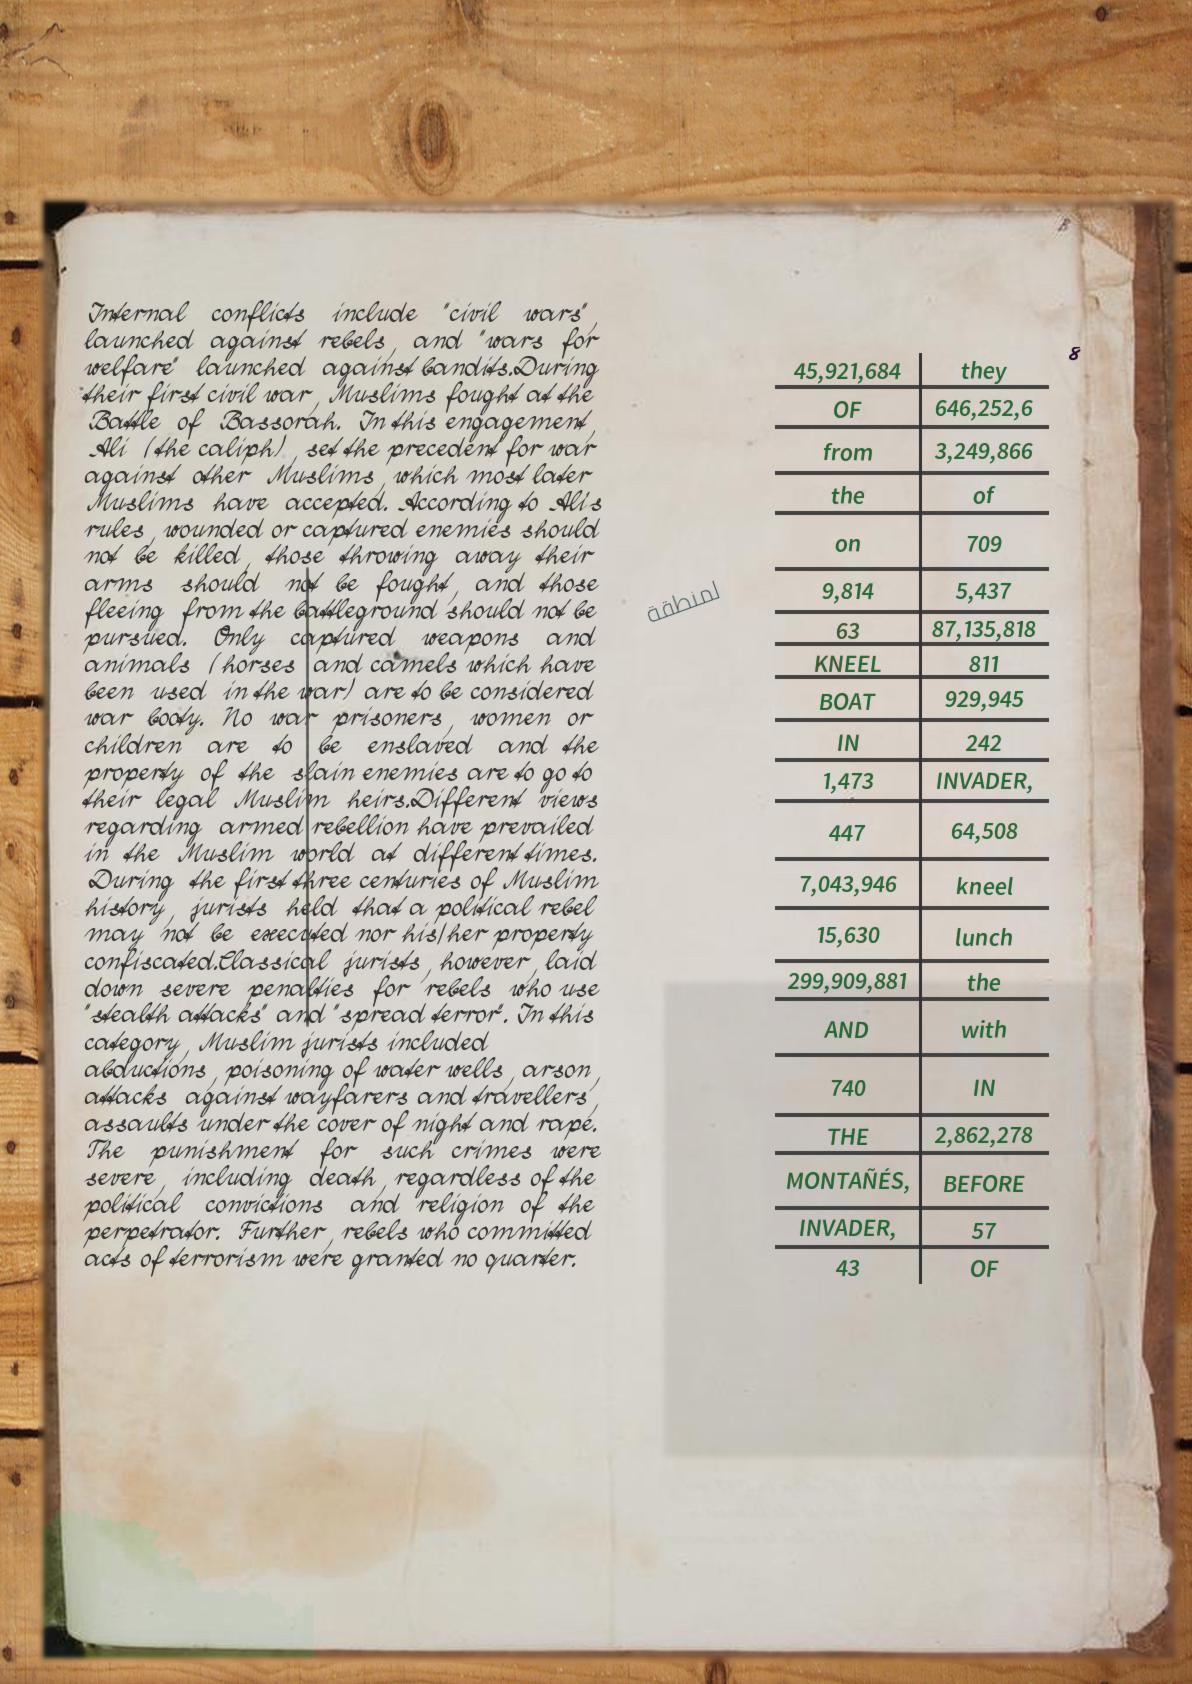 Internal conflicts include "civil wars",
launched against rebels, and "wars for
welfare" launched against bandits.During
their first civil war, Muslims fought at the
Battle of Bassorah. In this engagement,
Ali (the caliph), set the precedent for war
against other Muslims, which most later
Muslims have accepted. According to Alis
rules, wounded or captured enemies should
not be killed, those throwing away their
arms should not be fought, and those
fleeing from the battleground should not be
pursued. Only captured weapons and
animals (horses and camels which have
been used in the war) are to be considered
war booty. No war prisoners, women or
children are to be enslaved and the
property of the slain enemies are to go to
their legal Muslim heirs.Different views
regarding armed rebellion have prevailed
in the Muslim world at different times.
During the first three centuries of Muslim
history, jurists held that a political rebel
may not be executed nor his/her property
confiscated.Classical jurists, however, laid
down severe penalties for rebels who use
"stealth attacks" and "spread terror". In this
category, Muslim jurists included
abductions, poisoning of water wells, arson,
attacks against wayfarers and travellers,
assaults under the cover of night and rape.
The punishment for such crimes were
severe, including death, regardless of the
political convictions and religion of the
perpetrator. Further, rebels who committed
acts of terrorism were granted no quarter.
لمنطقة
8
45,921,684 they
OF 646,252,6
from 3,249,866
the of
on 709
9,814 5,437
63 87,135,818
KNEEL 811
BOAT 929,945
IN 242
1,473 INVADER,
447 64,508
7,043,946 kneel
15,630 lunch
299,909,881 the
AND with
740 IN
THE 2,862,278
MONTAÑÉS, BEFORE
INVADER, 57
43 OF